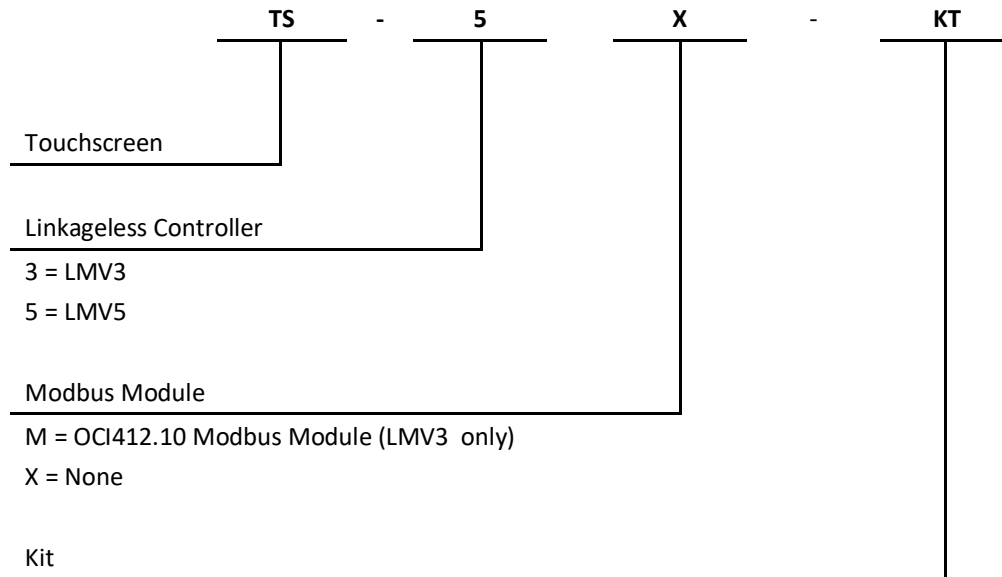 TS - 5 X - KT
Touchscreen
Linkageless Controller
3 = LMV3
5 = LMV5
Modbus Module
M = OCI412.10 Modbus Module (LMV3 only)
X = None
Kit